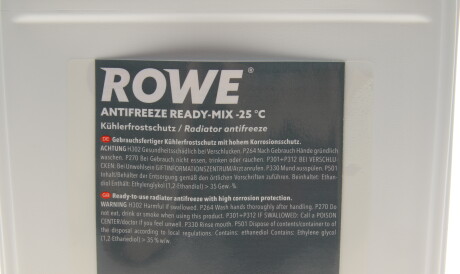 ROWE®
ANTIFREEZE READY-MIX -25 °C
Kühlerfrostschutz / Radiator antifreeze
DE Gebrauchsfertiger Kühlerfrostschutz mit hohem Korrosionsschutz.
ACHTUNG H302 Gesundheitsschädlich bei Verschlucken. P264 Nach Gebrauch Hände gründlich
waschen. P270 Bei Gebrauch nicht essen, trinken oder rauchen. P301+P312 BEI VERSCHLU
CKEN: Bei Unwohlsein GIFTINFORMATIONSZENTRUM/Arzt anrufen. P330 Mund ausspülen. P501
Inhalt/Behälter der Entsorgung gemäß den örtlichen Vorschriften zuführen. Beinhaltet: Ethan
diol Enthält: Ethylenglykol (1,2 Ethandiol) > 35 Gew. %.
GB Ready-to-use radiator antifreeze with high corrosion protection.
WARNING H302 Harmful if swallowed. P264 Wash hands thoroughly after handling. P270 Do
not eat, drink or smoke when using this product. P301+P312 IF SWALLOWED: Call a POISON
CENTER/doctor if you feel unwell. P330 Rinse mouth. P501 Dispose of contents/container to of
the disposal according to local regulations. Contains: ethanediol Contains: Ethylene glycol
(1,2 Ethanediol) > 35 % w/w.